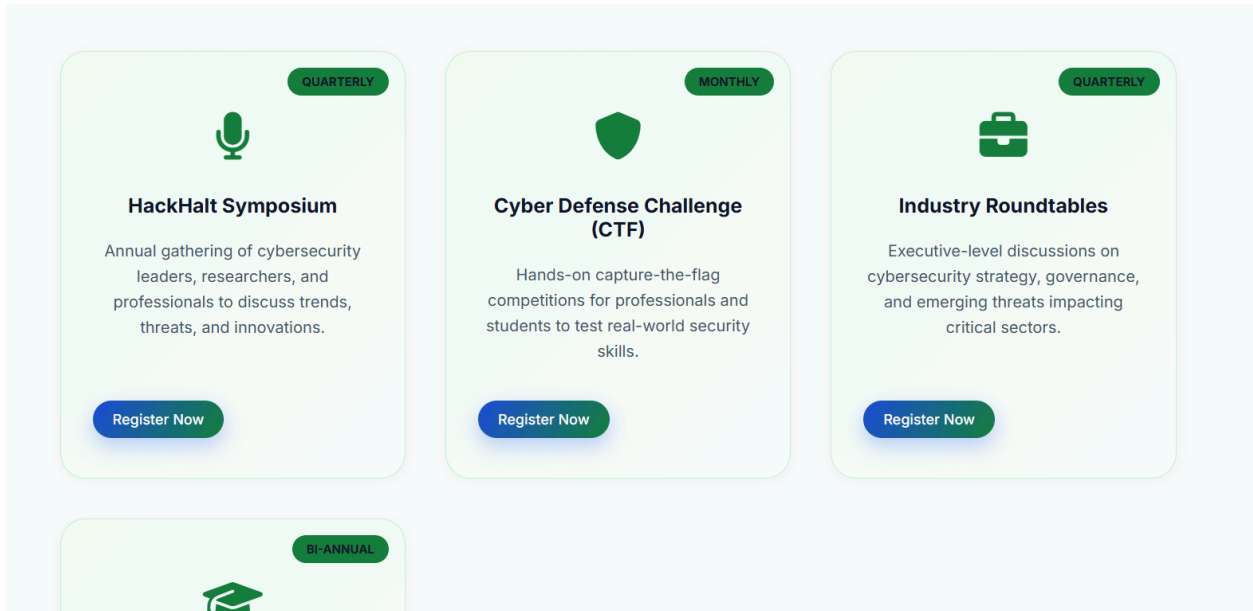 QUARTERLY
HackHalt Symposium
Annual gathering of cybersecurity
leaders, researchers, and
professionals to discuss trends,
threats, and innovations.
Register Now
MONTHLY
Cyber Defense Challenge
(CTF)
Hands-on capture-the-flag
competitions for professionals and
students to test real-world security
skills.
Register Now
QUARTERLY
Industry Roundtables
Executive-level discussions on
cybersecurity strategy, governance,
and emerging threats impacting
critical sectors.
Register Now
BI-ANNUAL